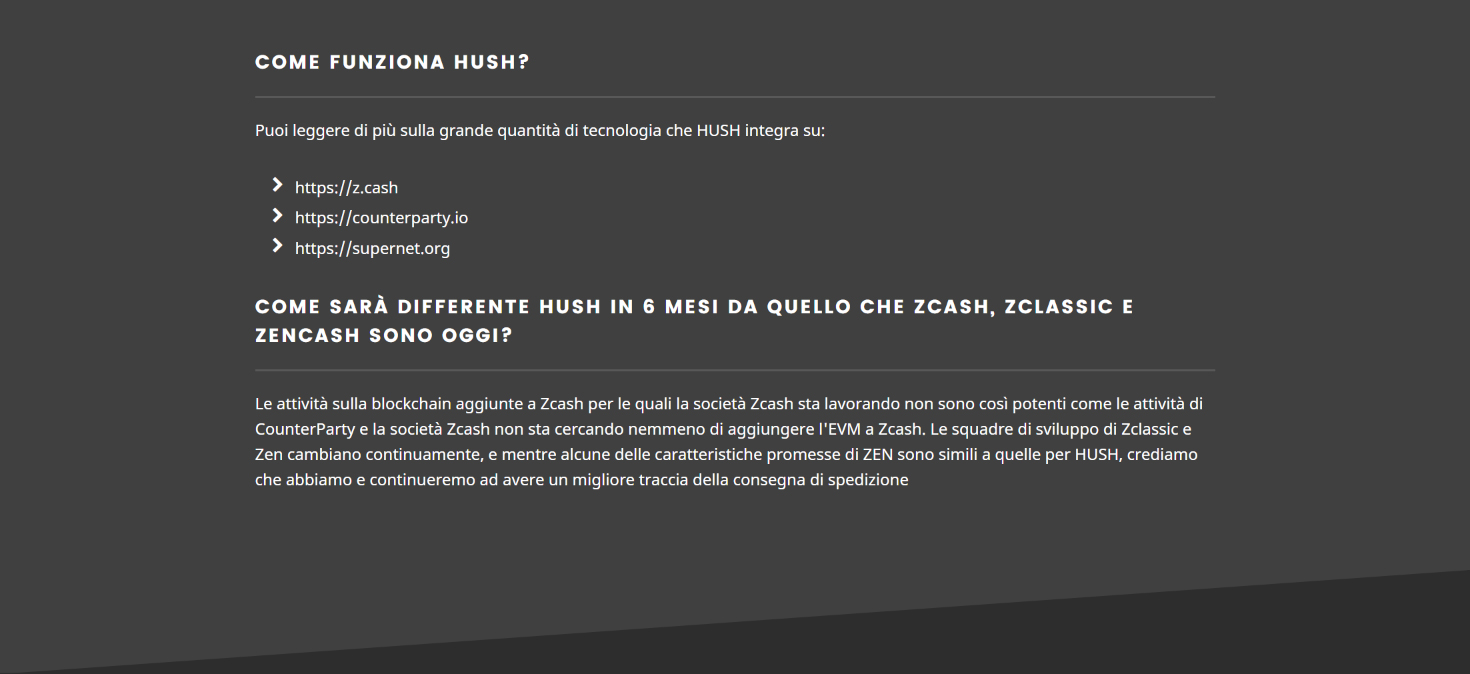 COME FUNZIONA HUSH?
Puoi leggere di più sulla grande quantità di tecnologia che HUSH integra su:
https://z.cash
https://counterparty.io
https://supernet.org
COME SARÀ DIFFERENTE HUSH IN 6 MESI DA QUELLO CHE ZCASH, ZCLASSIC E
ZENCASH SONO OGGI?
Le attività sulla blockchain aggiunte a Zcash per le quali la società Zcash sta lavorando non sono così potenti come le attività di
CounterParty e la società Zcash non sta cercando nemmeno di aggiungere l'EVM a Zcash. Le squadre di sviluppo di Zclassic e
Zen cambiano continuamente, e mentre alcune delle caratteristiche promesse di ZEN sono simili a quelle per HUSH, crediamo
che abbiamo e continueremo ad avere un migliore traccia della consegna di spedizione